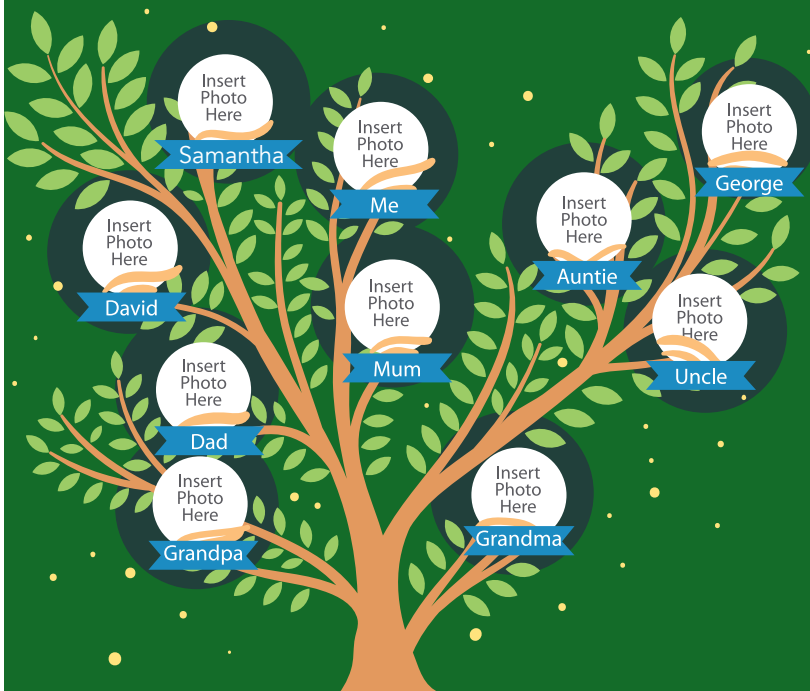 Insert
Photo
Here
Samantha
Insert
Photo
Here
Me
Insert
Photo
Here
George
Insert
Photo
Here
Auntie
Insert
Photo
Here
David
Insert
Photo
Here
Mum
Insert
Photo
Here
Uncle
Insert
Photo
Here
Dad
Insert
Photo
Here
Grandpa
Insert
Photo
Here
Grandma